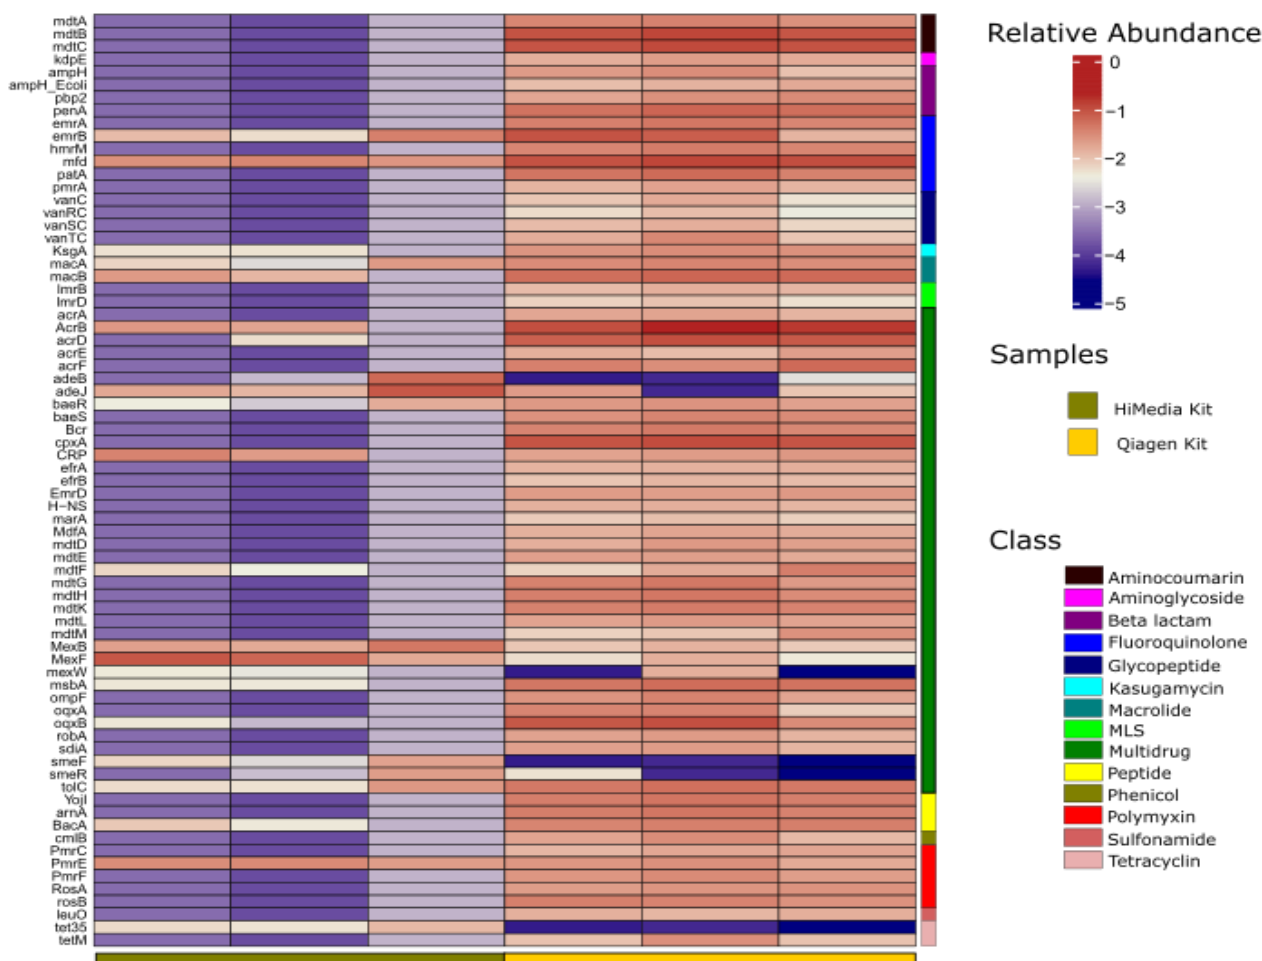 mdtA
mdtB
mdtC
kdpE
ampH
ampH_Ecoli
pbp2
penA
emrA
emrB
hmrM
mfd
patA
pmrA
vanC
vanRC
vanSC
vanTC
KsgA
macA
macB
lmrB
lmrD
acrA
AcrB
acrD
acrE
acrF
adeB
adeJ
baeR
baeS
Bcr
cpxA
CRP
efrA
efrB
EmrD
H-NS
marA
MdfA
mdtD
mdtE
mdtF
mdtG
mdtH
mdtK
mdtL
mdtM
MexB
MexF
mexW
msbA
ompF
oqxA
oqxB
robA
sdiA
smeF
smeR
tolC
YojI
arnA
BacA
cmlB
PmrC
PmrE
PmrF
RosA
rosB
leuO
tet35
tetM
Relative Abundance
0
-1
-2
-3
-4
-5
Samples
HiMedia Kit
Qiagen Kit
Class
Aminocoumarin
Aminoglycoside
Beta lactam
Fluoroquinolone
Glycopeptide
Kasugamycin
Macrolide
MLS
Multidrug
Peptide
Phenicol
Polymyxin
Sulfonamide
Tetracyclin